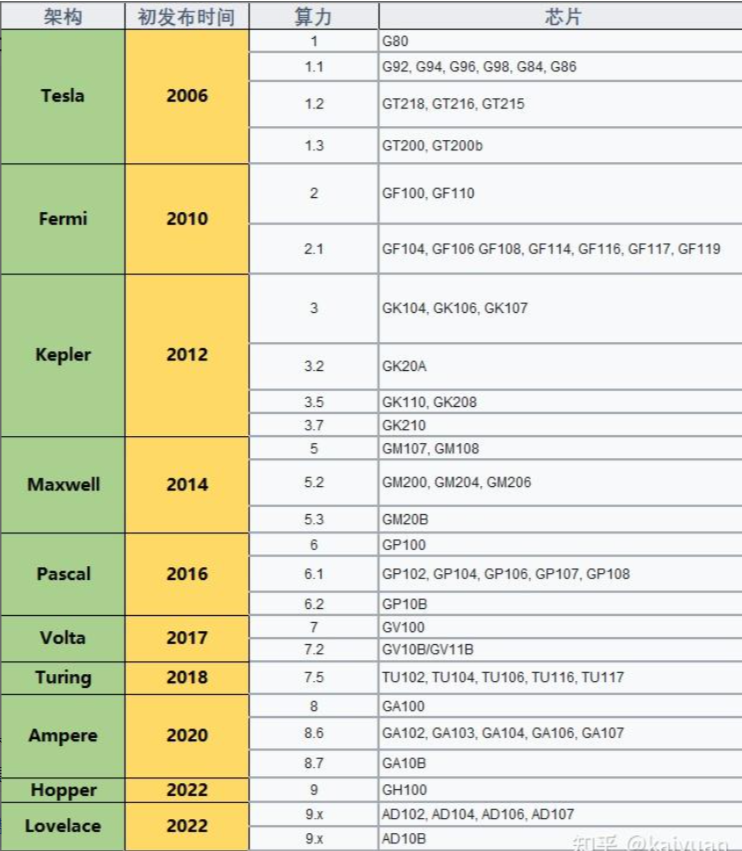 架构 初发布时间 算力 芯片
Tesla 2006 1 G80
1.1 G92, G94, G96, G98, G84, G86
1.2 GT218, GT216, GT215
1.3 GT200, GT200b
Fermi 2010 2 GF100, GF110
2.1 GF104, GF106 GF108, GF114, GF116, GF117, GF119
Kepler 2012 3 GK104, GK106, GK107
3.2 GK20A
3.5 GK110, GK208
3.7 GK210
Maxwell 2014 5 GM107, GM108
5.2 GM200, GM204, GM206
5.3 GM20B
Pascal 2016 6 GP100
6.1 GP102, GP104, GP106, GP107, GP108
6.2 GP10B
Volta 2017 7 GV100
7.2 GV10B/GV11B
Turing 2018 7.5 TU102, TU104, TU106, TU116, TU117
Ampere 2020 8 GA100
8.6 GA102, GA103, GA104, GA106, GA107
8.7 GA10B
Hopper 2022 9 GH100
Lovelace 2022 9.x AD102, AD104, AD106, AD107
9.x AD10B
知乎 @kaiyuan